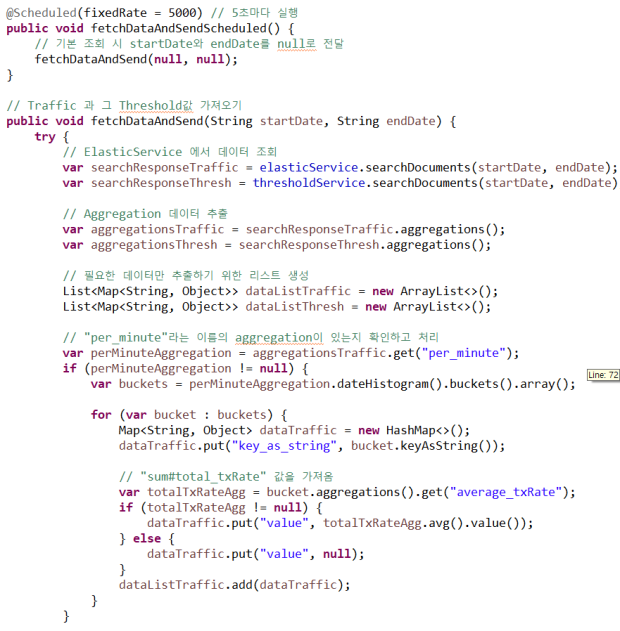 @Scheduled(fixedRate = 5000) // 5초마다 실행
public void fetchDataAndSendScheduled() {
    // 기본 조회 시 startDate와 endDate를 null로 전달
    fetchDataAndSend(null, null);
}

// Traffic 과 그 Threshold값 가져오기
public void fetchDataAndSend(String startDate, String endDate) {
    try {
        // ElasticService 에서 데이터 조회
        var searchResponseTraffic = elasticService.searchDocuments(startDate, endDate);
        var searchResponseThresh = thresholdService.searchDocuments(startDate, endDate)

        // Aggregation 데이터 추출
        var aggregationsTraffic = searchResponseTraffic.aggregations();
        var aggregationsThresh = searchResponseThresh.aggregations();

        // 필요한 데이터만 추출하기 위한 리스트 생성
        List<Map<String, Object>> dataListTraffic = new ArrayList<>();
        List<Map<String, Object>> dataListThresh = new ArrayList<>();

        // "per_minute"라는 이름의 aggregation이 있는지 확인하고 처리
        var perMinuteAggregation = aggregationsTraffic.get("per_minute");
        if (perMinuteAggregation != null) {
            var buckets = perMinuteAggregation.dateHistogram().buckets().array();
Line: 72

            for (var bucket : buckets) {
                Map<String, Object> dataTraffic = new HashMap<>();
                dataTraffic.put("key_as_string", bucket.keyAsString());

                // "sum#total_txRate" 값을 가져옴
                var totalTxRateAgg = bucket.aggregations().get("average_txRate");
                if (totalTxRateAgg != null) {
                    dataTraffic.put("value", totalTxRateAgg.avg().value());
                } else {
                    dataTraffic.put("value", null);
                }
                dataListTraffic.add(dataTraffic);
            }
        }